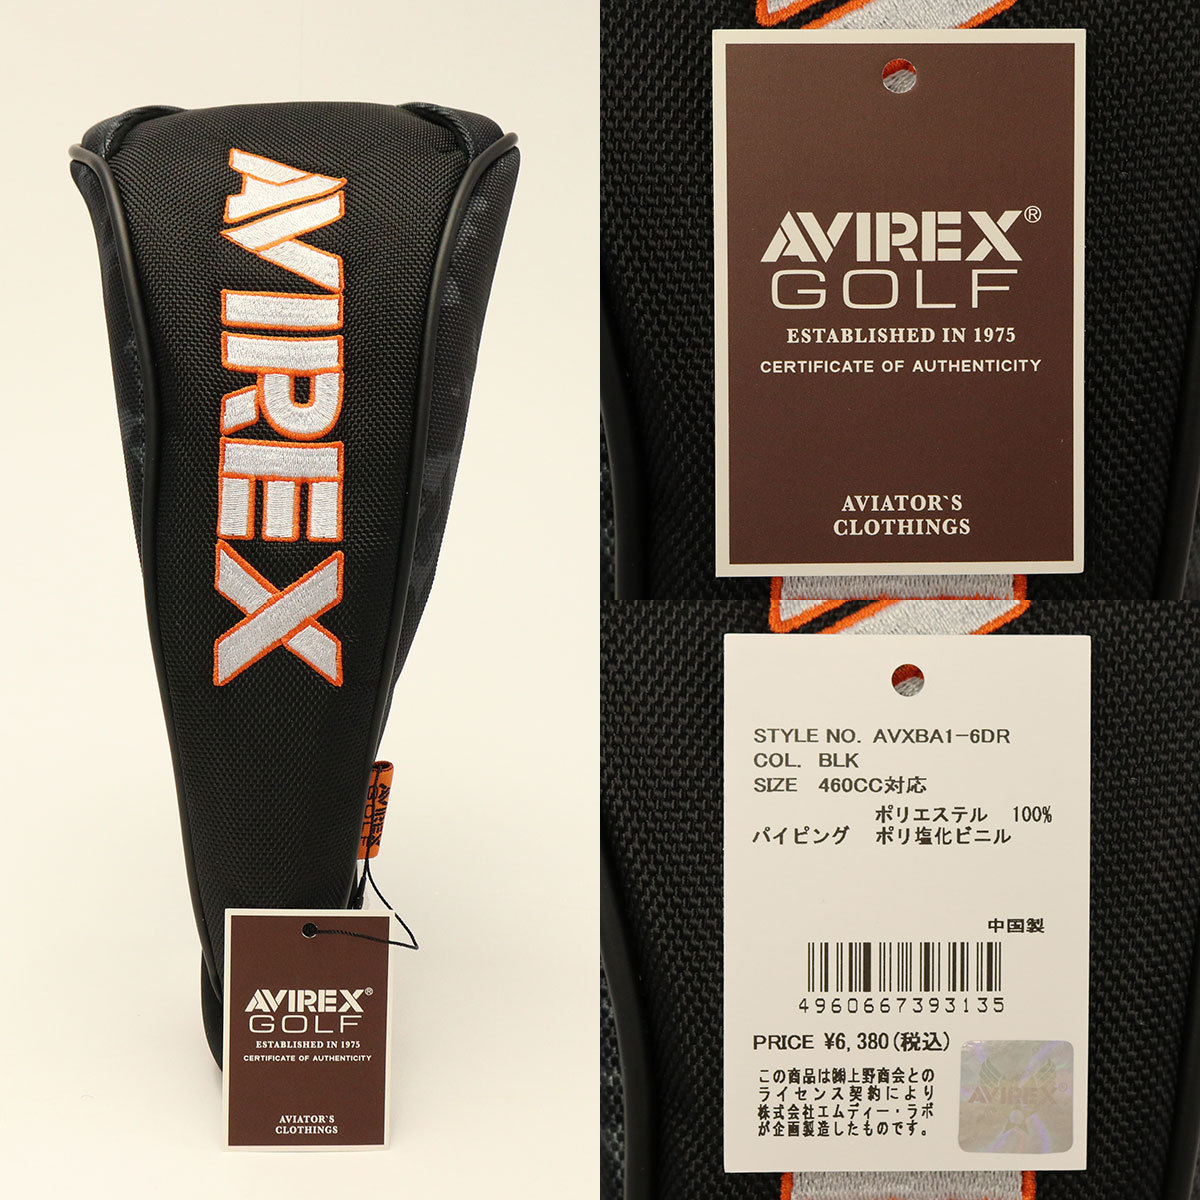 AVIREX
AVIREX
GOLF
AVIREX®
GOLF
ESTABLISHED IN 1975
CERTIFICATE OF AUTHENTICITY
AVIATOR`S
CLOTHINGS
AVIREX®
GOLF
ESTABLISHED IN 1975
CERTIFICATE OF AUTHENTICITY
AVIATOR`S
CLOTHINGS
STYLE NO. AVXBA1-6DR
COL. BLK
SIZE 460CC対応
ポリエステル 100%
パイピング ポリ塩化ビニル
中国製
4960667393135
PRICE ¥6,380(税込)
この商品は㈱上野商会との
ライセンス契約により
株式会社エムディー・ラボ
が企画製造したものです。
AVIREX®